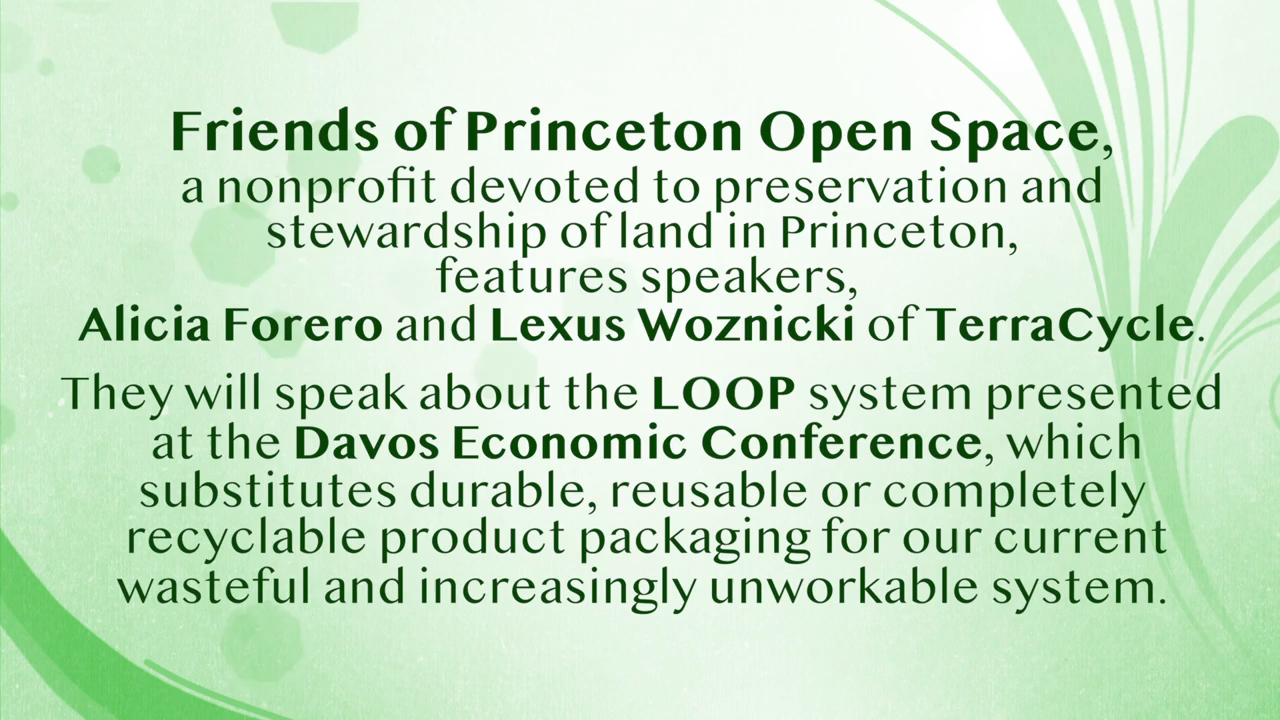 Friends of Princeton Open Space,
a nonprofit devoted to preservation and
stewardship of land in Princeton,
features speakers,
Alicia Forero and Lexus Woznicki of TerraCycle.
They will speak about the LOOP system presented
at the Davos Economic Conference, which
substitutes durable, reusable or completely
recyclable product packaging for our current
wasteful and increasingly unworkable system.